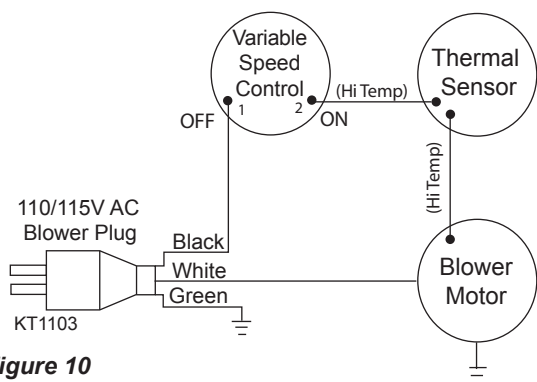 Variable
Speed
Control
1
2
OFF
ON
(Hi Temp)
Thermal
Sensor
(Hi Temp)
110/115V AC
Blower Plug
Black
White
Green
KT1103
Blower
Motor
igure 10